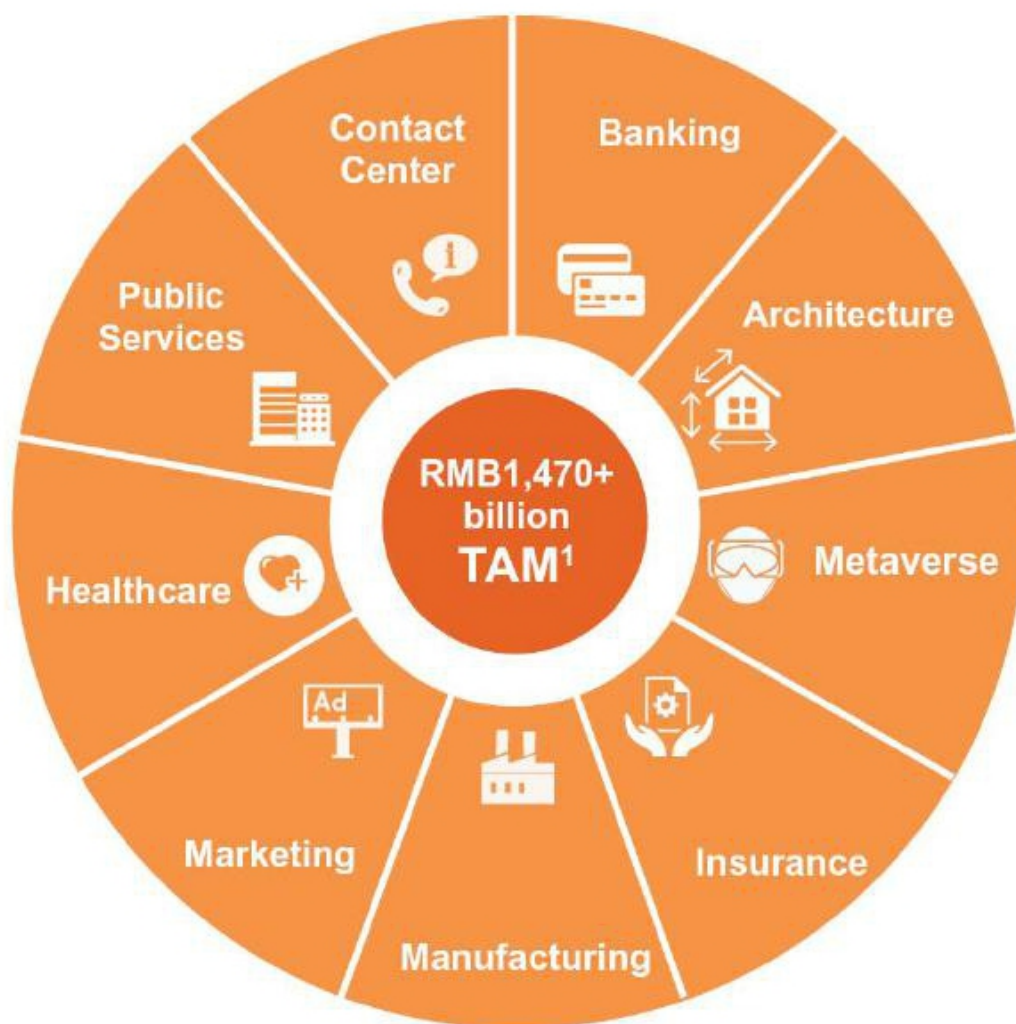 Contact
Center
Banking
Public
Services
Architecture
RMB1,470+
billion
TAM¹
Healthcare
Metaverse
Ad
Marketing
Insurance
Manufacturing
i